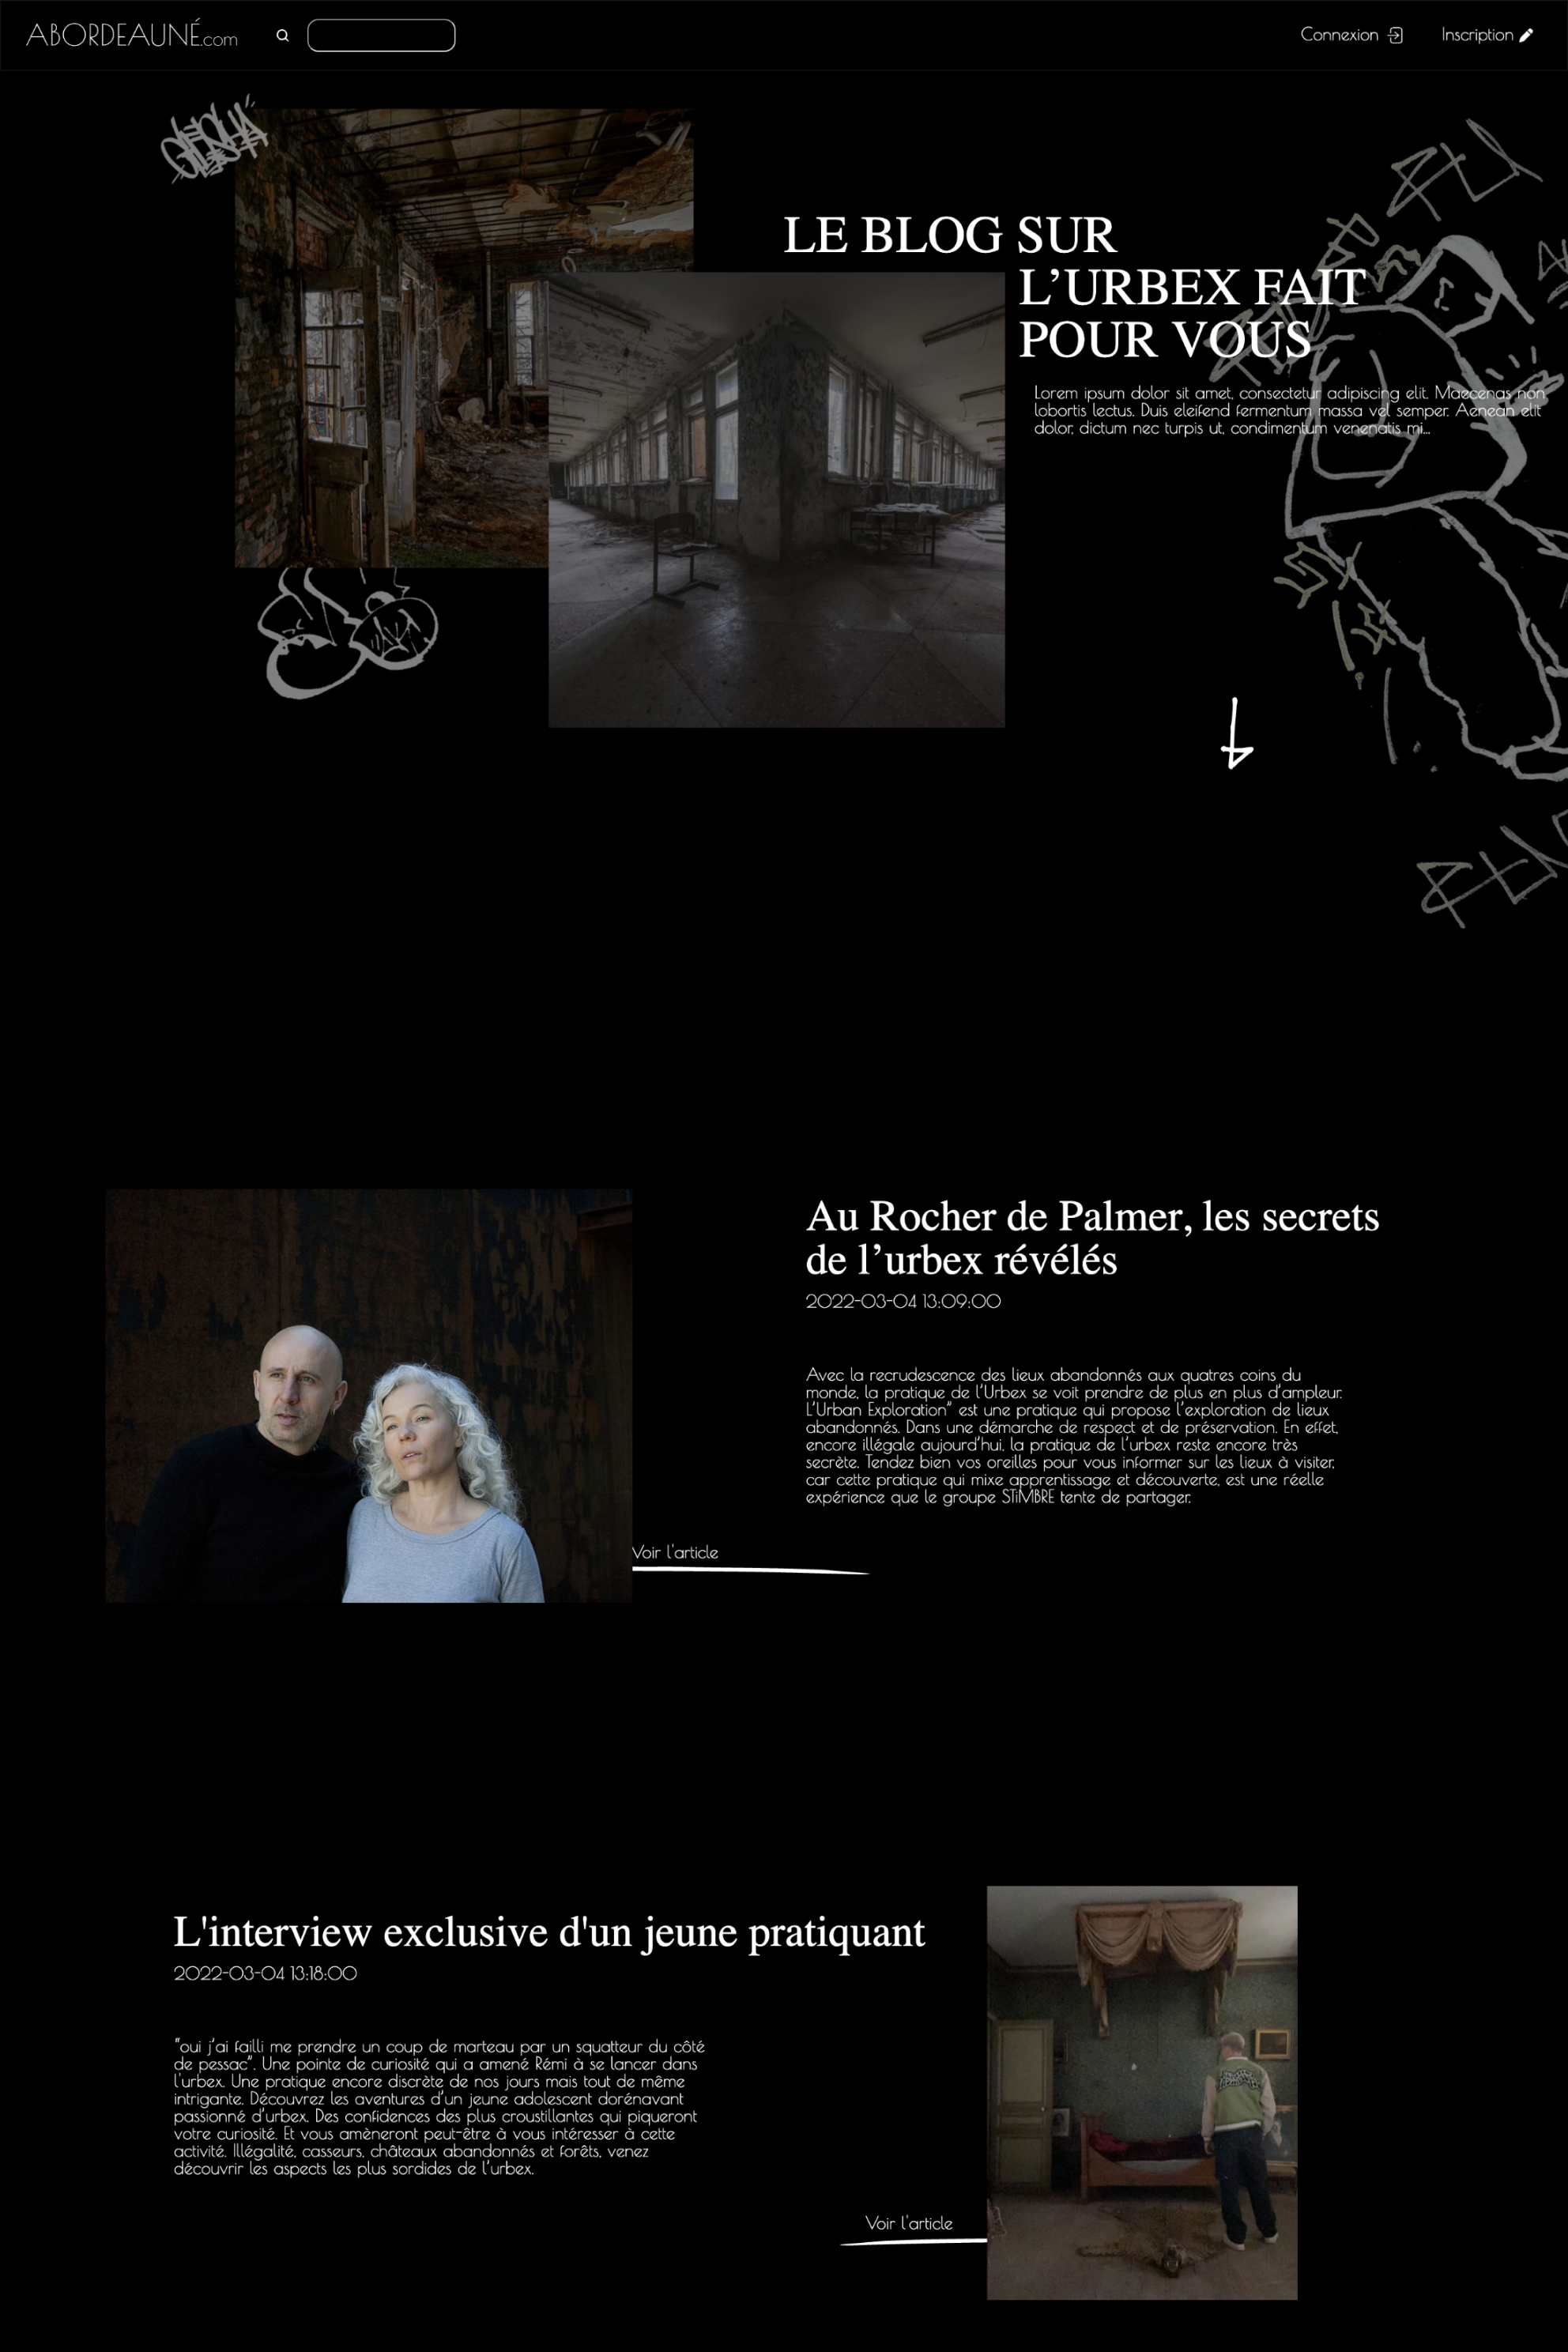 ABORDEAUNÉ.com
Connexion
Inscription
LE BLOG SUR
L’URBEX FAIT
POUR VOUS
Lorem ipsum dolor sit amet, consectetur adipiscing elit. Maecenas non
lobortis lectus. Duis eleifend fermentum massa vel semper. Aenean elit
dolor, dictum nec turpis ut, condimentum venenatis mi...
Au Rocher de Palmer, les secrets
de l’urbex révélés
2022-03-04 13:09:00
Avec la recrudescence des lieux abandonnés aux quatres coins du
monde, la pratique de l’Urbex se voit prendre de plus en plus d’ampleur.
L’Urban Exploration” est une pratique qui propose l’exploration de lieux
abandonnés. Dans une démarche de respect et de préservation. En effet,
encore illégale aujourd’hui, la pratique de l’urbex reste encore très
secrète. Tendez bien vos oreilles pour vous informer sur les lieux à visiter,
car cette pratique qui mixe apprentissage et découverte, est une réelle
expérience que le groupe STiMBRE tente de partager.
Voir l'article
L'interview exclusive d'un jeune pratiquant
2022-03-04 13:18:00
“oui j’ai failli me prendre un coup de marteau par un squatteur du côté
de pessac”. Une pointe de curiosité qui a amené Rémi à se lancer dans
l'urbex. Une pratique encore discrète de nos jours mais tout de même
intrigante. Découvrez les aventures d’un jeune adolescent dorénavant
passionné d’urbex. Des confidences des plus croustillantes qui piqueront
votre curiosité. Et vous amèneront peut-être à vous intéresser à cette
activité. Illégalité, casseurs, châteaux abandonnés et forêts, venez
découvrir les aspects les plus sordides de l’urbex.
Voir l'article